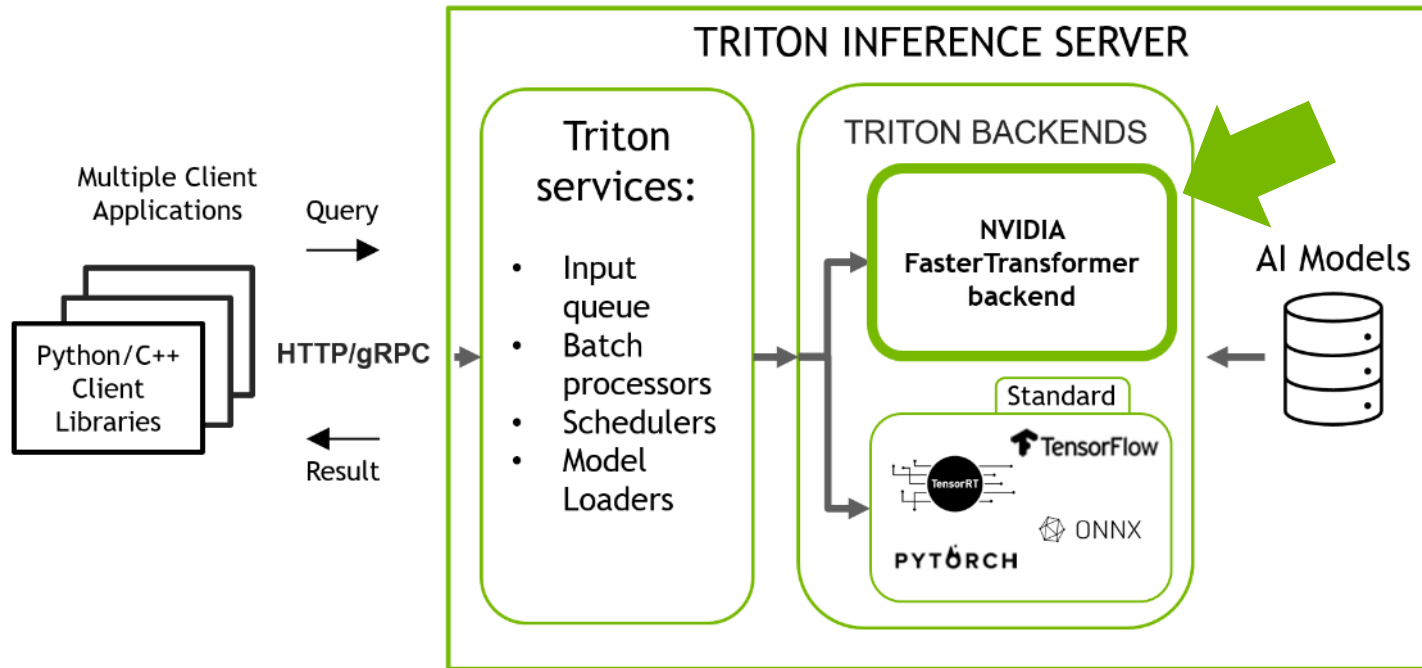 TRITON INFERENCE SERVER
Multiple Client
Applications
Query
Python/C++
Client
Libraries
HTTP/gRPC
Result
Triton
services:
• Input
queue
• Batch
processors
• Schedulers
• Model
Loaders
TRITON BACKENDS
NVIDIA
FasterTransformer
backend
Standard
TensorFlow
TensorRT
ONNX
PYTORCH
AI Models